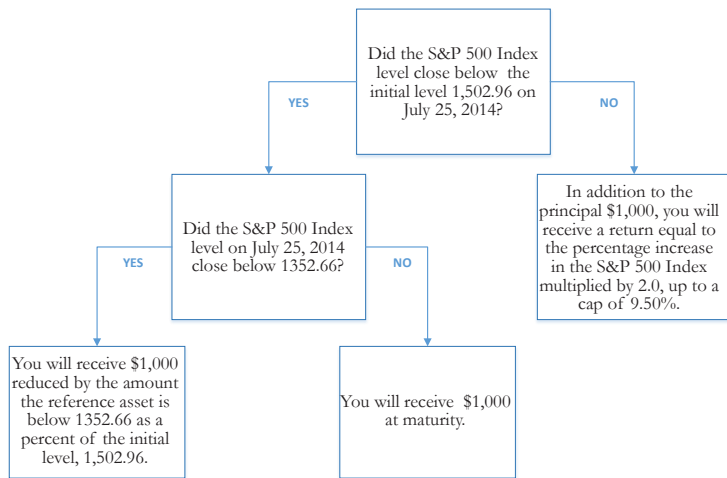 Did the S&P 500 Index
level close below the
initial level 1,502.96 on
July 25, 2014?
YES
NO
Did the S&P 500 Index
level on July 25, 2014
close below 1352.66?
In addition to the
principal $1,000, you will
receive a return equal to
the percentage increase
in the S&P 500 Index
multiplied by 2.0, up to a
cap of 9.50%.
YES
NO
You will receive $1,000
reduced by the amount
the reference asset is
below 1352.66 as a
percent of the initial
level, 1,502.96.
You will receive $1,000
at maturity.